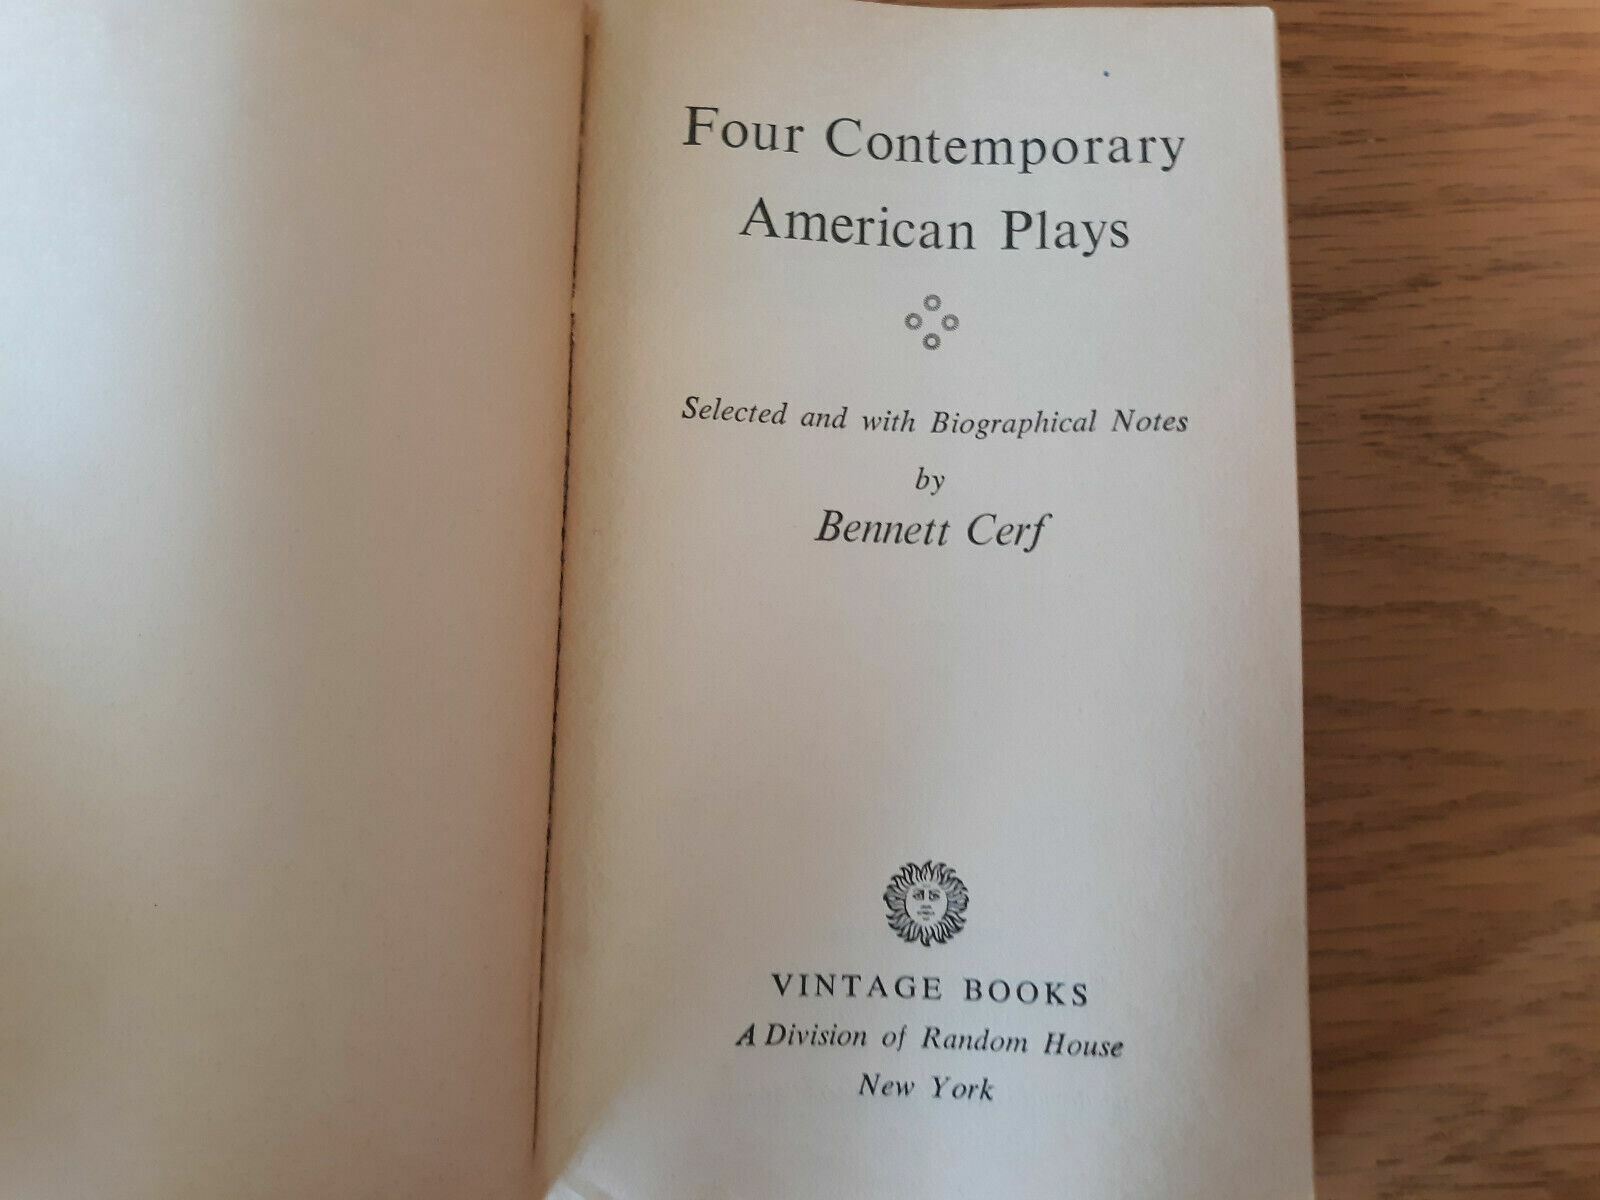 Four Contemporary
American Plays
Selected and with Biographical Notes
by
Bennett Cerf
VINTAGE BOOKS
A Division of Random House
New York